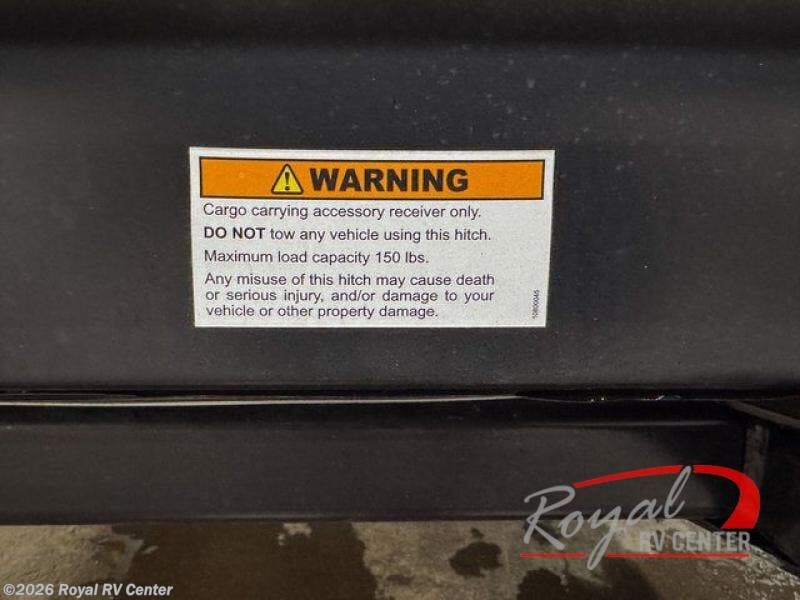 WARNING
Cargo carrying accessory receiver only.
DO NOT tow any vehicle using this hitch.
Maximum load capacity 150 lbs.
Any misuse of this hitch may cause death
or serious injury, and/or damage to your
vehicle or other property damage.
10800045
Royal
RV CENTER
©2026 Royal RV Center